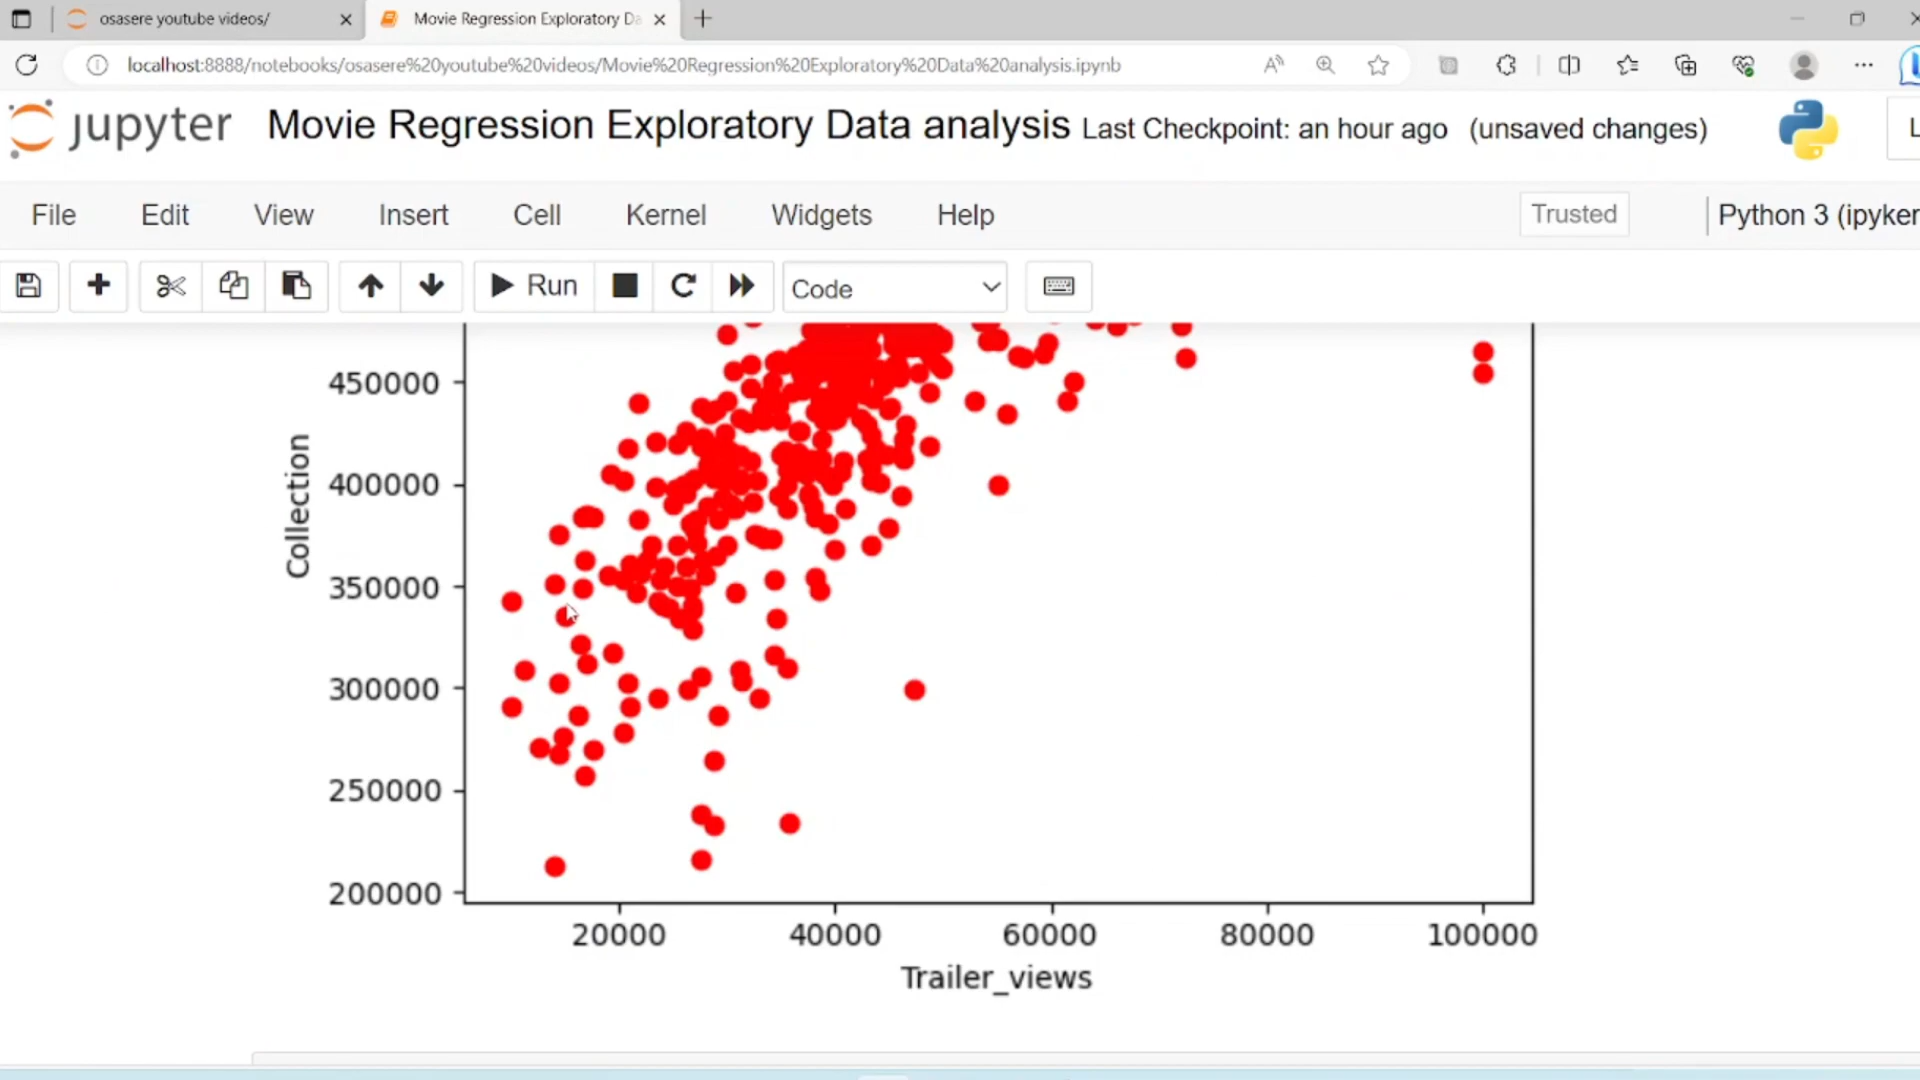 osasere youtube videos/
Movie Regression Exploratory Da
localhost:8888/notebooks/osasere%20youtube%20videos/Movie%20Regression%20Exploratory%20Data%20analysis.ipynb
jupyter Movie Regression Exploratory Data analysis Last Checkpoint: an hour ago (unsaved changes)
File Edit View Insert Cell Kernel Widgets Help Trusted Python 3 (ipyker
Run Code
450000
400000
350000
300000
250000
200000
Collection
20000 40000 60000 80000 100000
Trailer_views